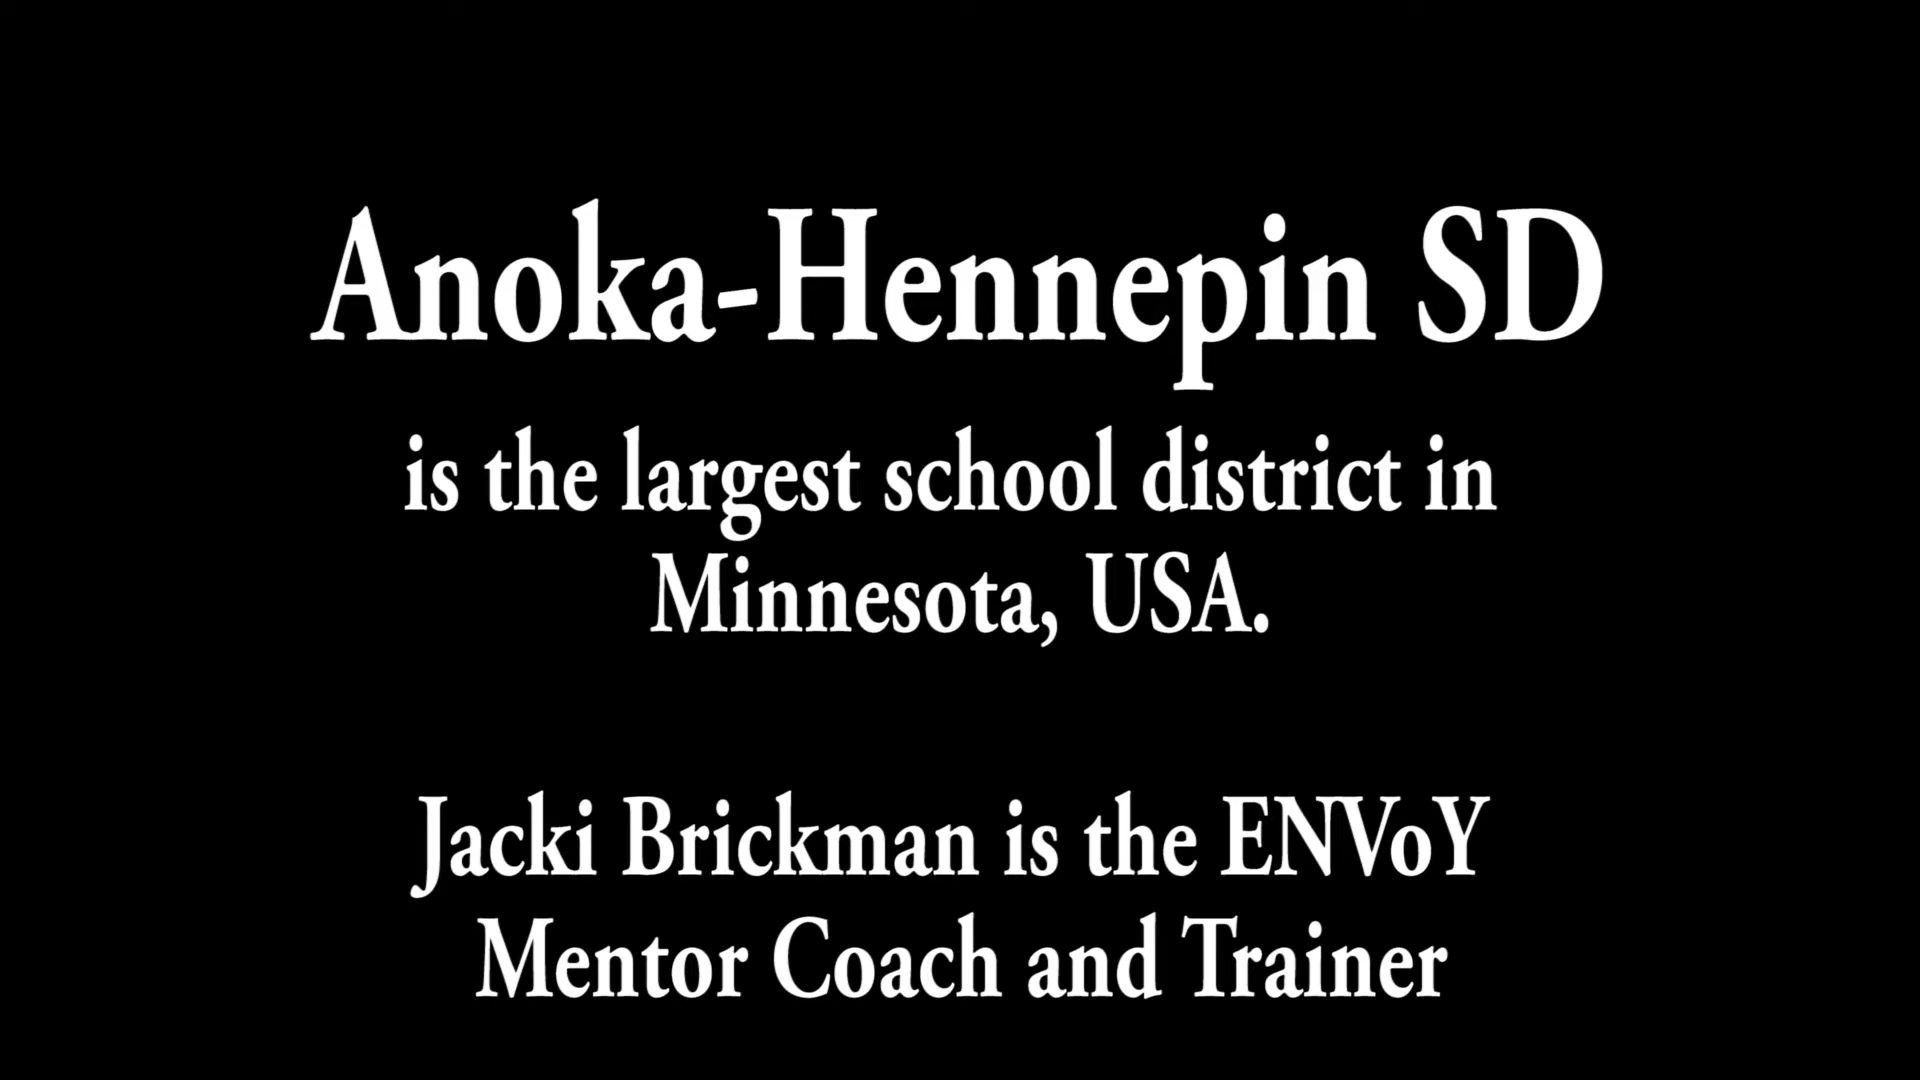 Anoka-Hennepin SD
is the largest school district in
Minnesota, USA.
Jacki Brickman is the ENVoY
Mentor Coach and Trainer